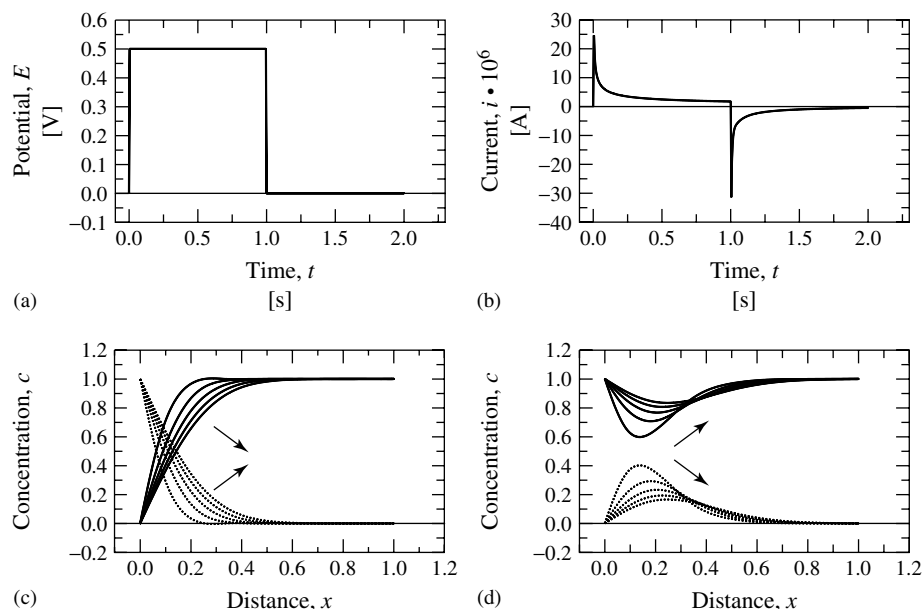 0.6
0.5
0.4
0.3
0.2
0.1
0.0
−0.1
Potential, E
[V]
0.0 0.5 1.0 1.5 2.0
Time, t
[s]
(a)
30
20
10
0
−10
−20
−30
−40
Current, i • 10⁶
[A]
0.0 0.5 1.0 1.5 2.0
Time, t
[s]
(b)
1.2
1.0
0.8
0.6
0.4
0.2
0.0
−0.2
Concentration, c
0.0 0.2 0.4 0.6 0.8 1.0 1.2
Distance, x
(c)
1.2
1.0
0.8
0.6
0.4
0.2
0.0
−0.2
Concentration, c
0.0 0.2 0.4 0.6 0.8 1.0 1.2
Distance, x
(d)